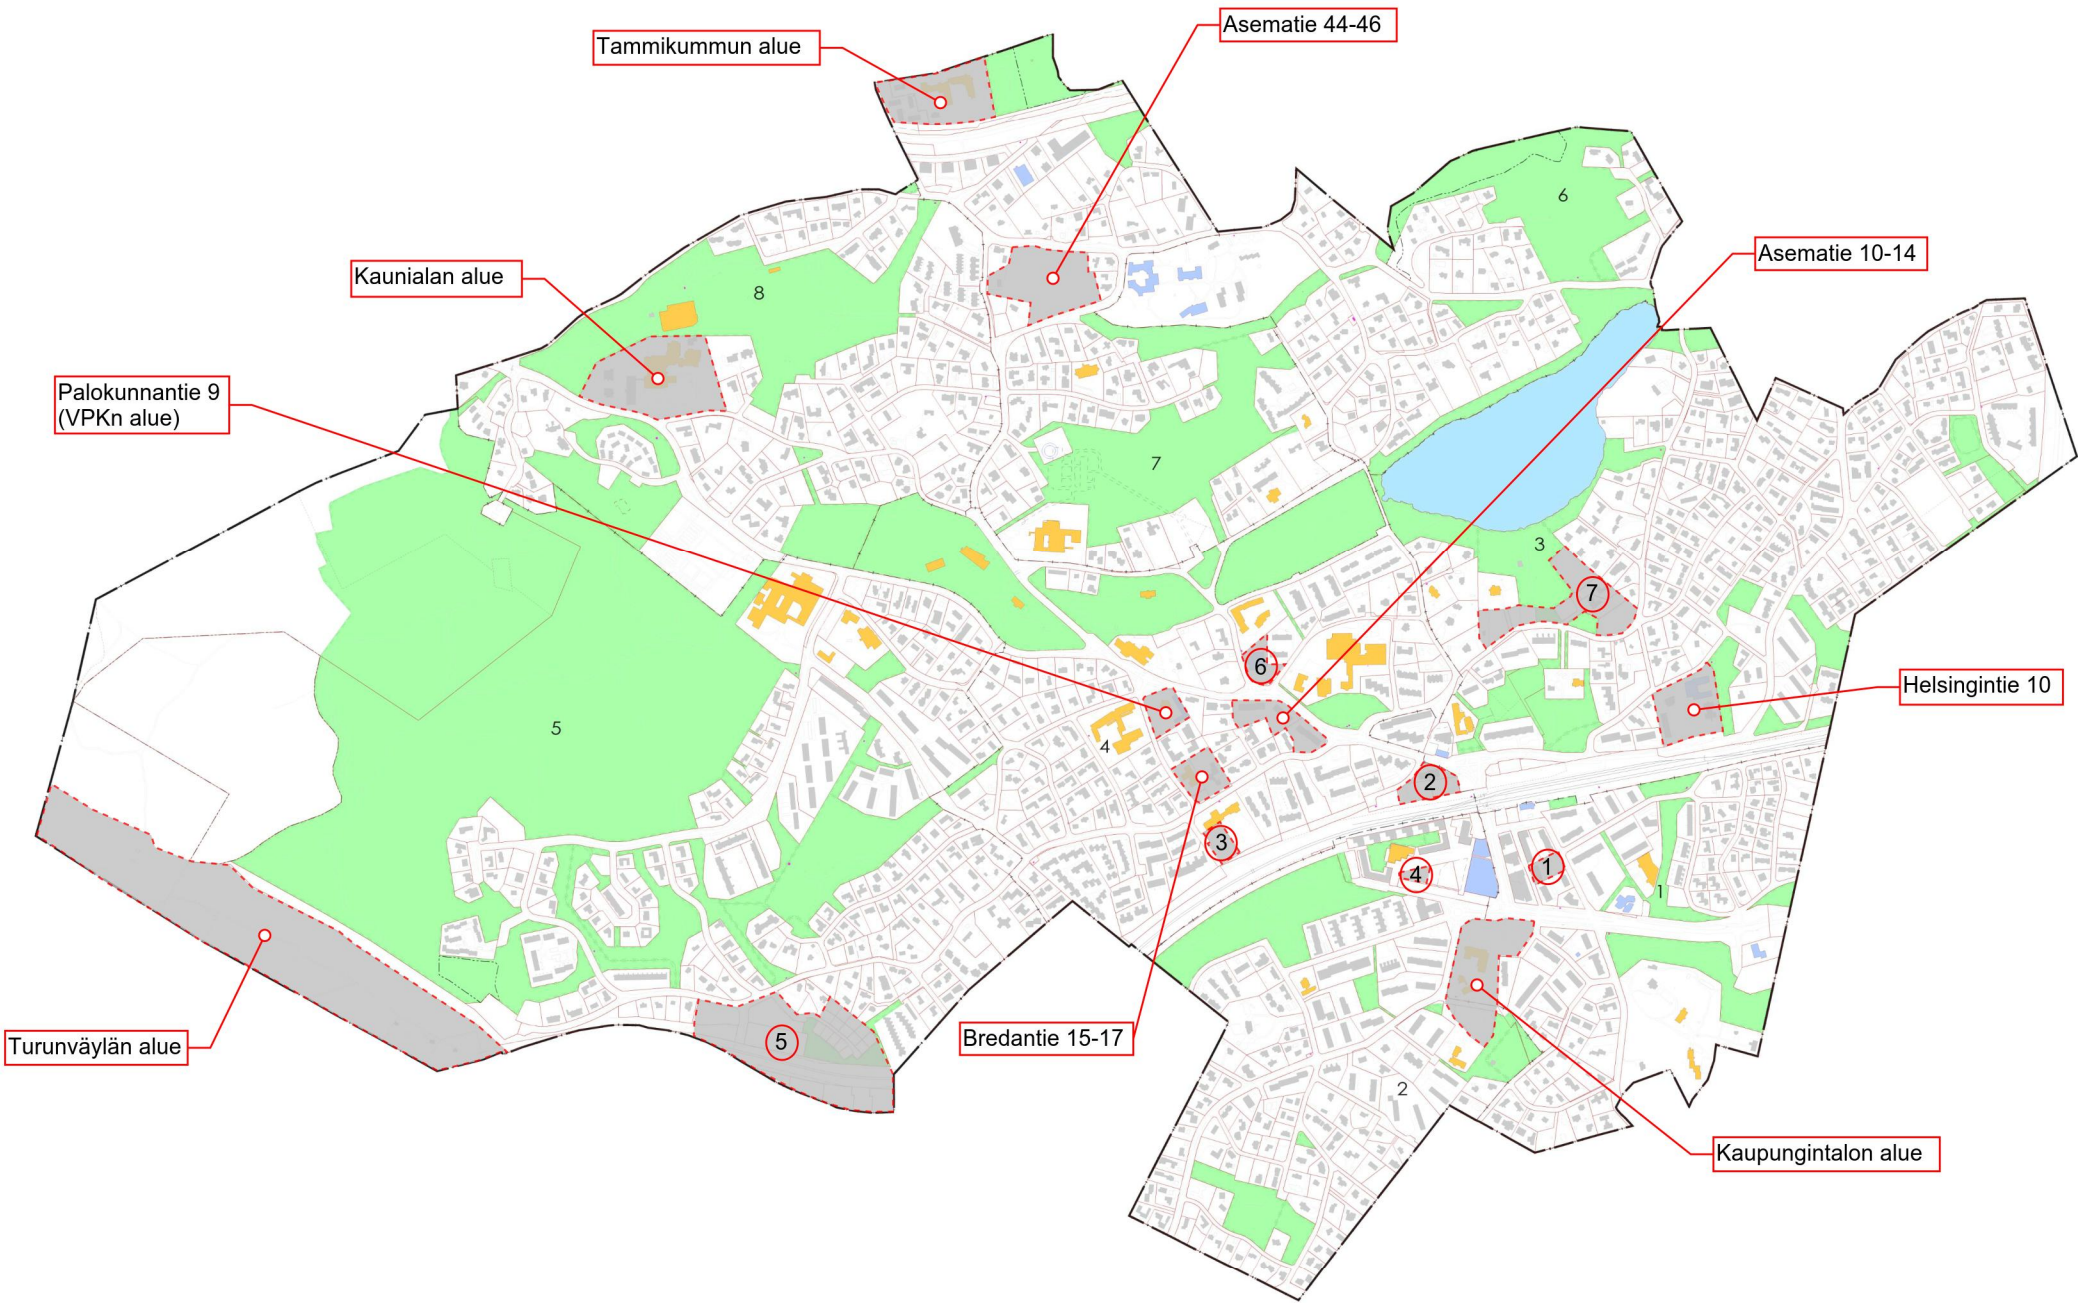 Asematie 44-46
Tammikummun alue
6
Asematie 10-14
Kaunialan alue
8
Palokunnantie 9
(VPKn alue)
7
3
7
6
Helsingintie 10
5
4
2
3
4
1
1
Turunväylän alue
5
Bredantie 15-17
2
Kaupungintalon alue